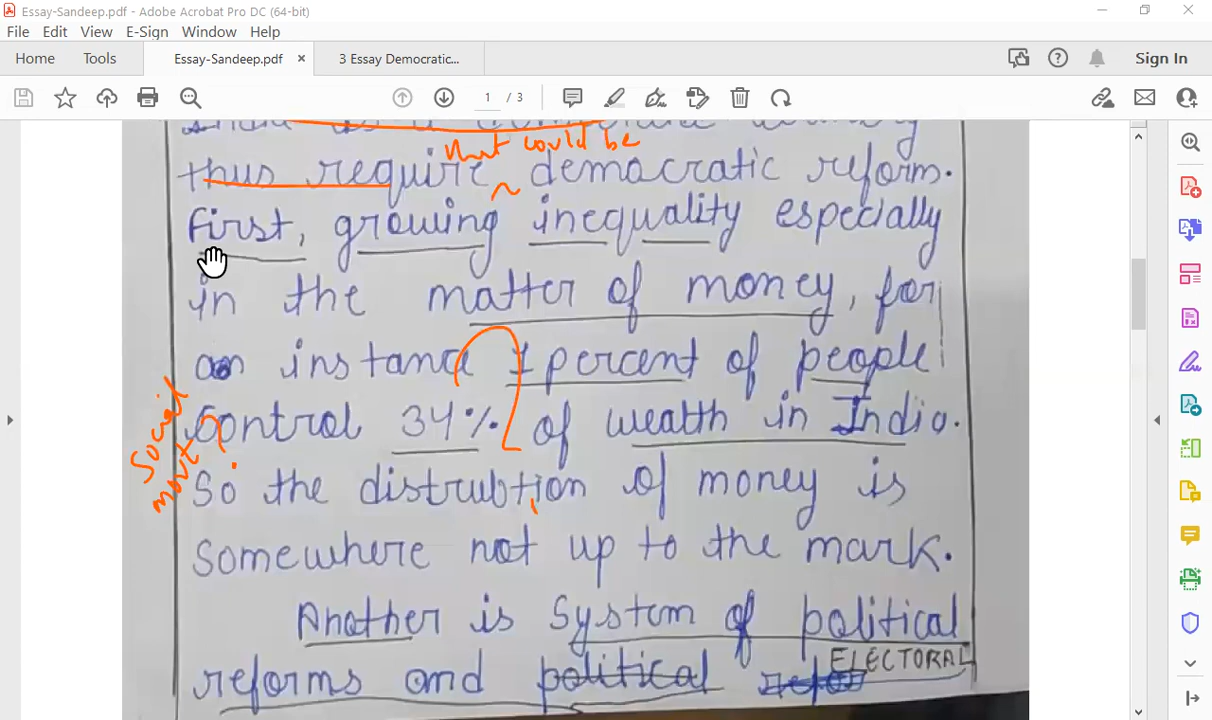 Essay-Sandeep.pdf - Adobe Acrobat Pro DC (64-bit)
File Edit View E-Sign Window Help
Home Tools Essay-Sandeep.pdf × 3 Essay Democratic... Sign In
1 / 3
that could be
thus require democratic reform.
First, growing inequality especially
in the matter of money, for
an instance 1 percent of people
control 34% of wealth in India.
Societ
movt
So the distrubtion of money is
somewhere not up to the mark.
Another is system of political
ELECTORAL
reforms and political refo